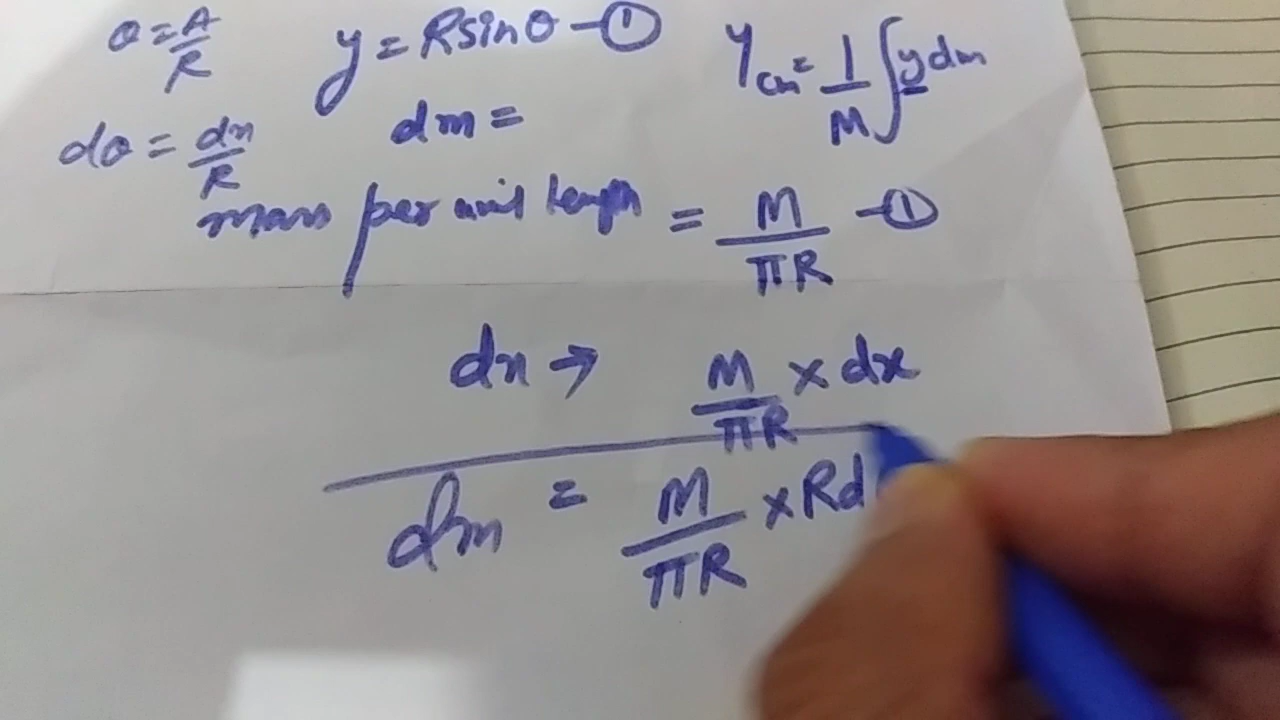 θ = A/R y = R sin θ - ① Ycm = 1/M ∫ y dm
dθ = dx/R dm =
mass per unit length = M/πR - ①
dx → M/πR × dx
dm = M/πR × Rd